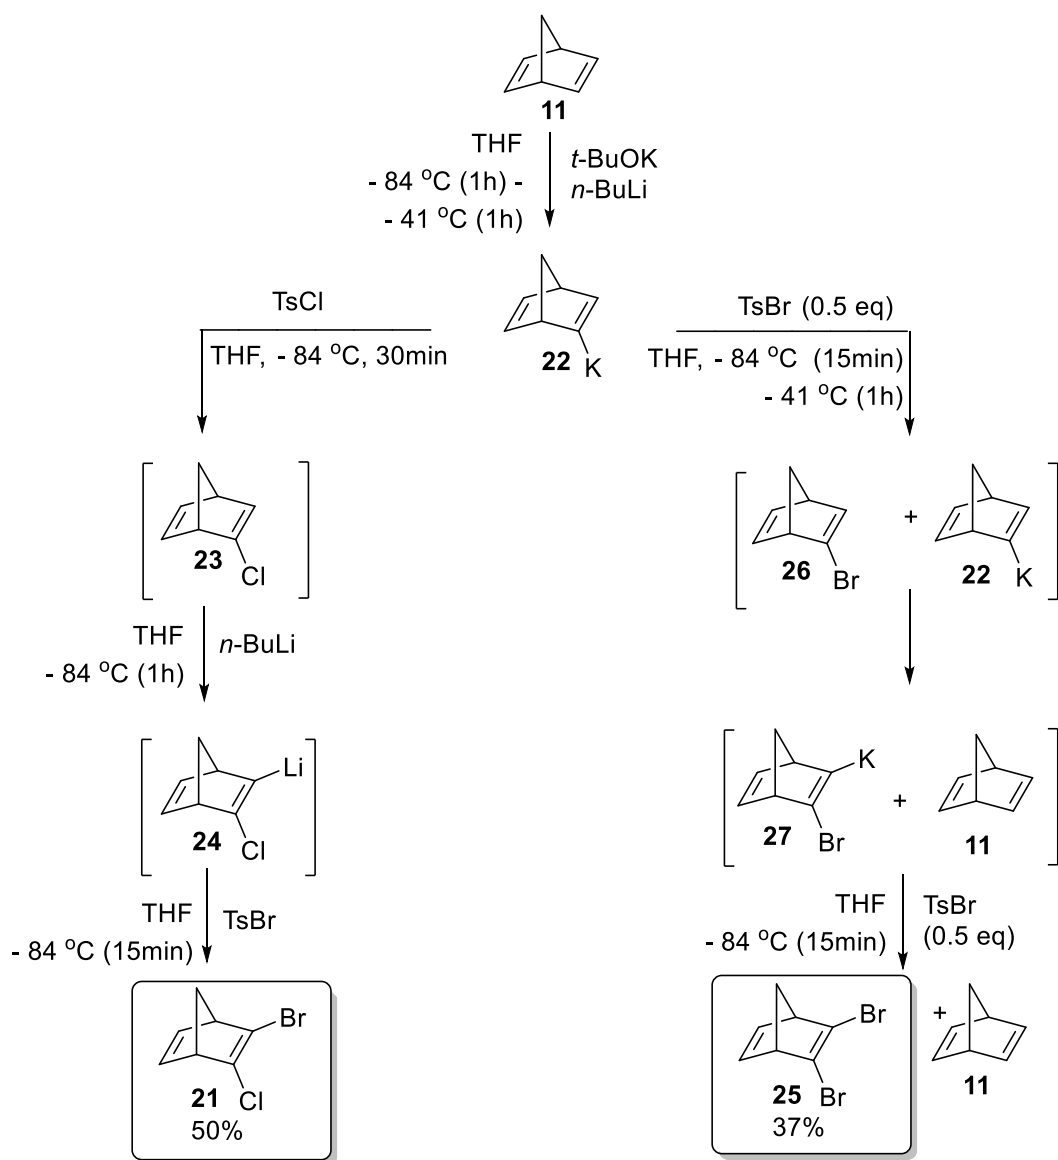 11
THF
t-BuOK
- 84 °C (1h) -
n-BuLi
- 41 °C (1h)
TsCl
THF, - 84 °C, 30min
22
K
TsBr (0.5 eq)
THF, - 84 °C (15min)
- 41 °C (1h)
23
Cl
26
Br
+
22
K
THF
n-BuLi
- 84 °C (1h)
Li
24
Cl
K
27
Br
+
11
THF
TsBr
- 84 °C (15min)
THF
TsBr
- 84 °C (15min)
(0.5 eq)
Br
21
Cl
50%
Br
25
Br
37%
+
11